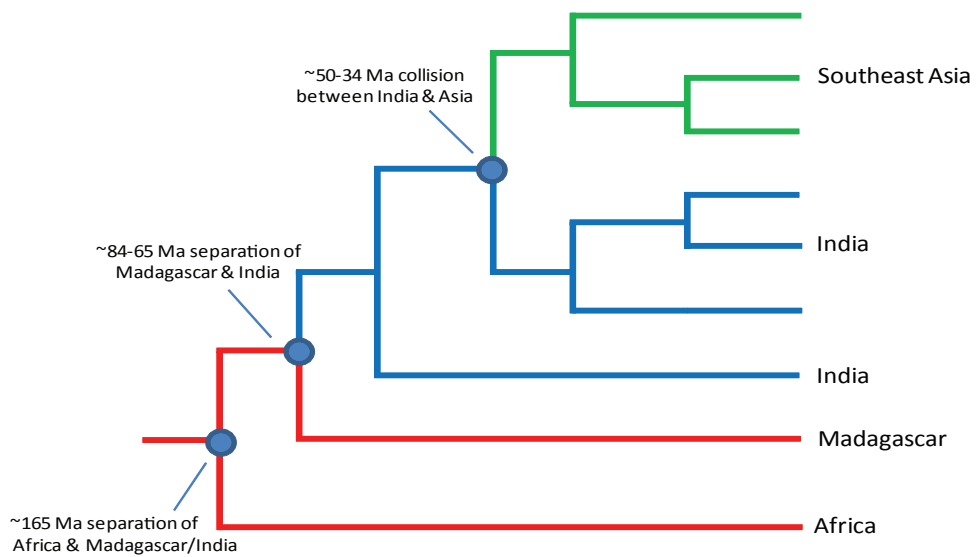 ~50-34 Ma collision
between India & Asia
Southeast Asia
~84-65 Ma separation of
Madagascar & India
India
India
Madagascar
~165 Ma separation of
Africa & Madagascar/India
Africa